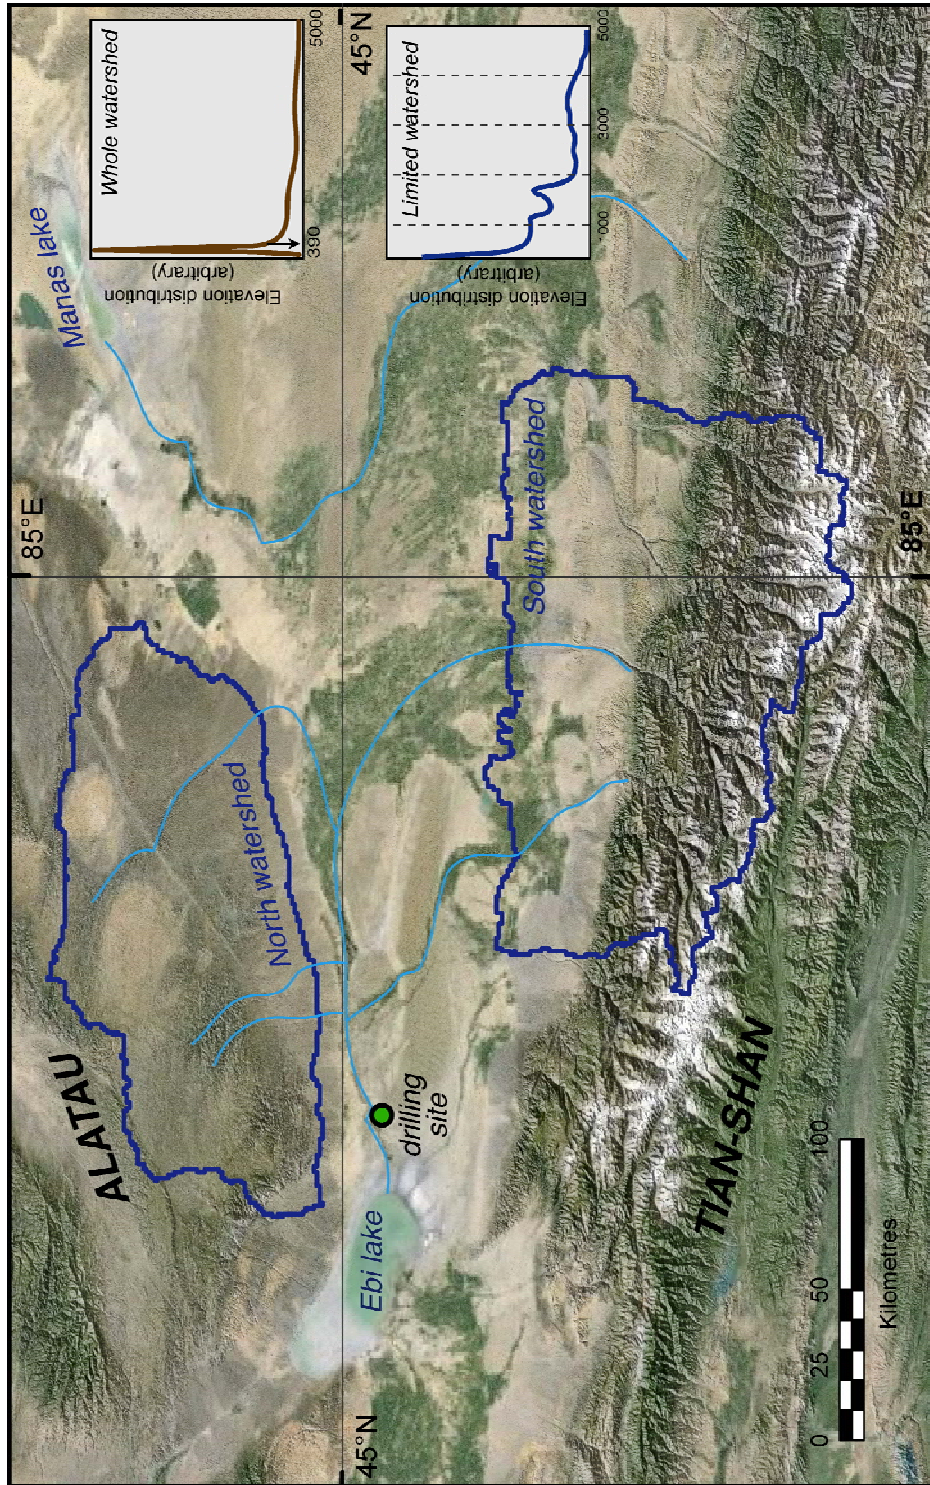 45°N
85°E
Manas lake
Whole watershed
Elevation distribution
(arbitrary)
390
5000
45°N
Limited watershed
Elevation distribution
(arbitrary)
3000
5000
ALATAU
North watershed
South watershed
Ebi lake
drilling
site
TIAN-SHAN
85°E
0
25
50
100
Kilometres